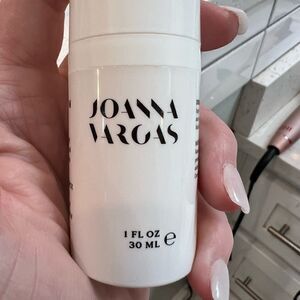 JOANNA
VARGAS
1 FL OZ
30 ML ℮